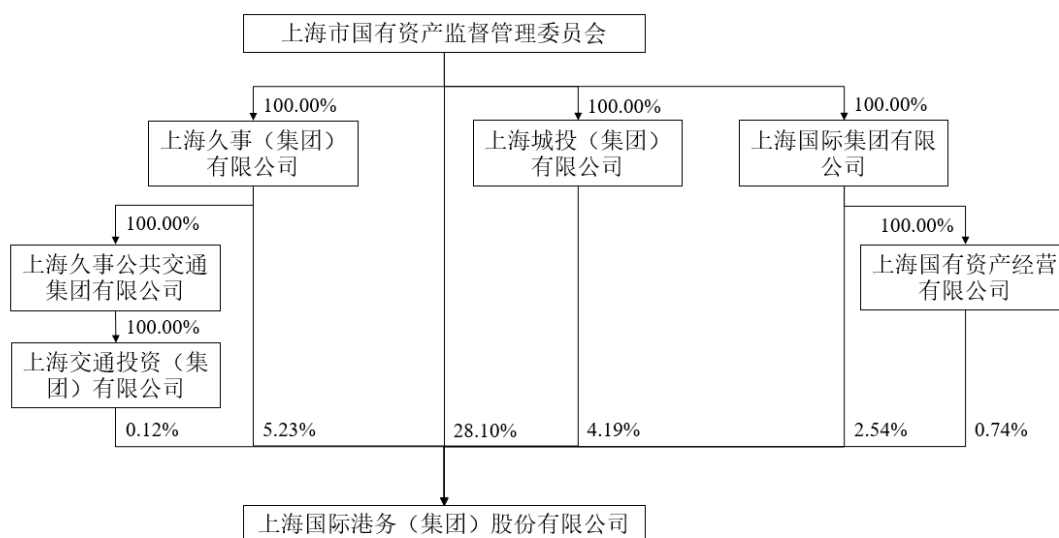 上海市国有资产监督管理委员会
100.00%
100.00%
100.00%
上海久事（集团）
有限公司
上海城投（集团）
有限公司
上海国际集团有限
公司
100.00%
100.00%
上海久事公共交通
集团有限公司
上海国有资产经营
有限公司
100.00%
上海交通投资（集
团）有限公司
0.12%
5.23%
28.10%
4.19%
2.54%
0.74%
上海国际港务（集团）股份有限公司